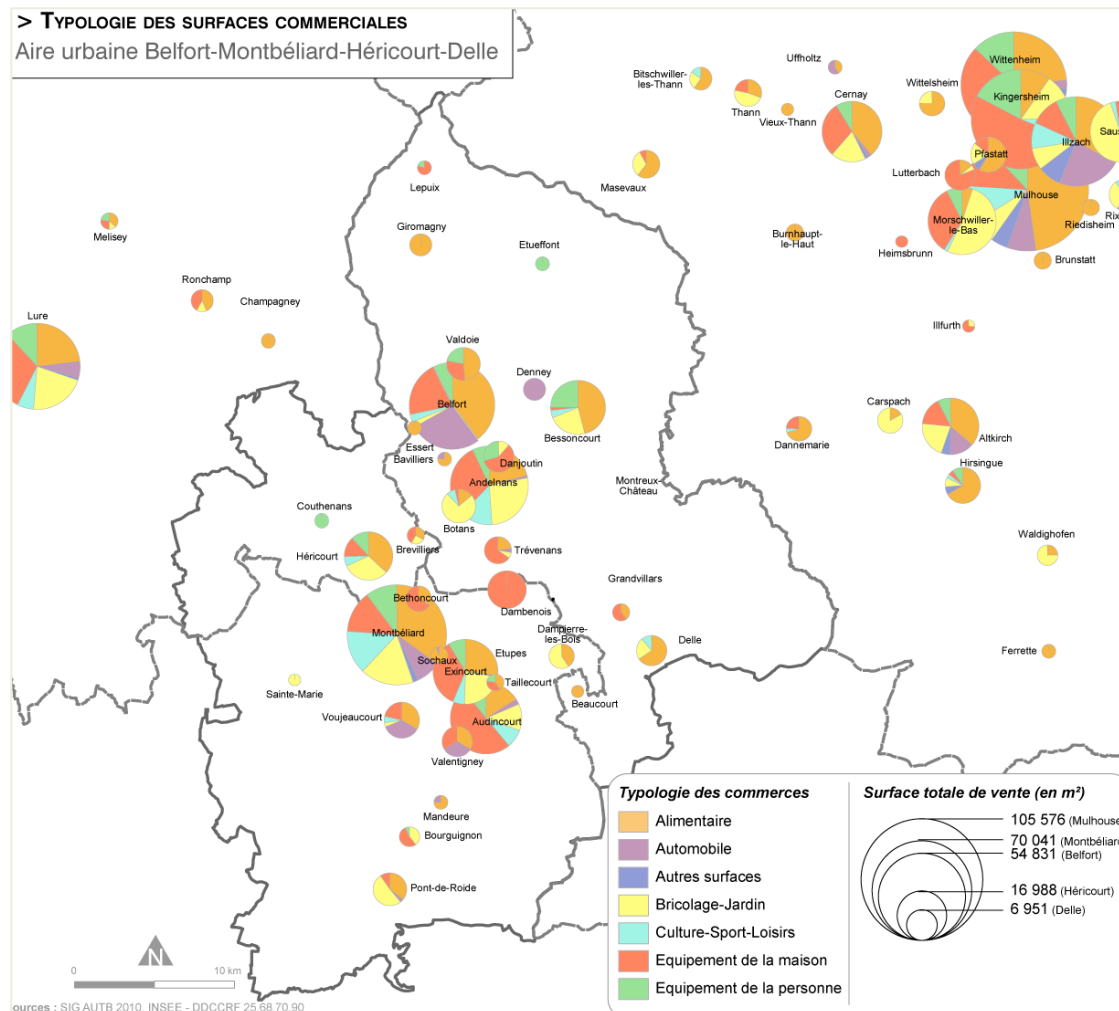 > TYPOLOGIE DES SURFACES COMMERCIALES
Aire urbaine Belfort-Montbéliard-Héricourt-Delle
Uffholtz
Wittenheim
Bitschwiller-
les-Thann
Thann
Vieux-Thann
Cernay
Wittelsheim
Kingersheim
Illzach
Saus
Pfastatt
Lutterbach
Masevaux
Lepuix
Mulhouse
Rix
Riedisheim
Morschwiller-
le-Bas
Melisey
Giromagny
Etueffont
Burnhaupt-
le-Haut
Heimsbrunn
Brunstatt
Ronchamp
Champagney
Lure
Illfurth
Valdoie
Denney
Belfort
Bessoncourt
Carspach
Altkirch
Essert
Bavilliers
Dannemarie
Danjoutin
Hirsingue
Andelnans
Montreux-
Château
Botans
Couthenans
Brevilliers
Héricourt
Trévenans
Waldighofen
Grandvillars
Bethoncourt
Dambenois
Montbéliard
Dampierre-
les-Bois
Delle
Etupes
Sochaux
Exincourt
Taillecourt
Ferrette
Sainte-Marie
Beaucourt
Voujeaucourt
Audincourt
Valentigney
Mandeure
Bourguignon
Pont-de-Roide
Typologie des commerces
Alimentaire
Automobile
Autres surfaces
Bricolage-Jardin
Culture-Sport-Loisirs
Equipement de la maison
Equipement de la personne
Surface totale de vente (en m²)
105 576 (Mulhouse
70 041 (Montbéliard
54 831 (Belfort)
16 988 (Héricourt)
6 951 (Delle)
N
0 10 km
ources : SIG AUTB 2010, INSEE - DDCCRF 25.68.70.90